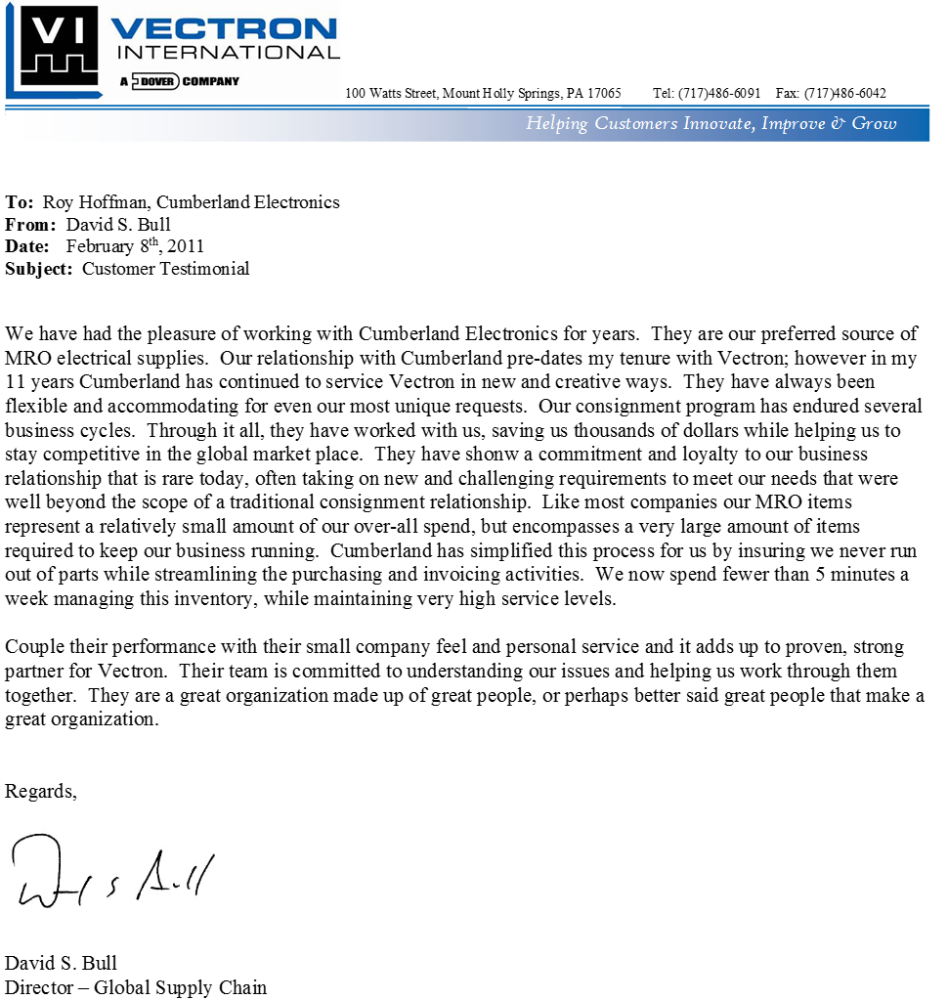 VI
VECTRON
INTERNATIONAL
A DOVER COMPANY
100 Watts Street, Mount Holly Springs, PA 17065 Tel: (717)486-6091 Fax: (717)486-6042
Helping Customers Innovate, Improve & Grow
To: Roy Hoffman, Cumberland Electronics
From: David S. Bull
Date: February 8th, 2011
Subject: Customer Testimonial
We have had the pleasure of working with Cumberland Electronics for years. They are our preferred source of
MRO electrical supplies. Our relationship with Cumberland pre-dates my tenure with Vectron; however in my
11 years Cumberland has continued to service Vectron in new and creative ways. They have always been
flexible and accommodating for even our most unique requests. Our consignment program has endured several
business cycles. Through it all, they have worked with us, saving us thousands of dollars while helping us to
stay competitive in the global market place. They have shonw a commitment and loyalty to our business
relationship that is rare today, often taking on new and challenging requirements to meet our needs that were
well beyond the scope of a traditional consignment relationship. Like most companies our MRO items
represent a relatively small amount of our over-all spend, but encompasses a very large amount of items
required to keep our business running. Cumberland has simplified this process for us by insuring we never run
out of parts while streamlining the purchasing and invoicing activities. We now spend fewer than 5 minutes a
week managing this inventory, while maintaining very high service levels.
Couple their performance with their small company feel and personal service and it adds up to proven, strong
partner for Vectron. Their team is committed to understanding our issues and helping us work through them
together. They are a great organization made up of great people, or perhaps better said great people that make a
great organization.
Regards,
David S. Bull
Director – Global Supply Chain